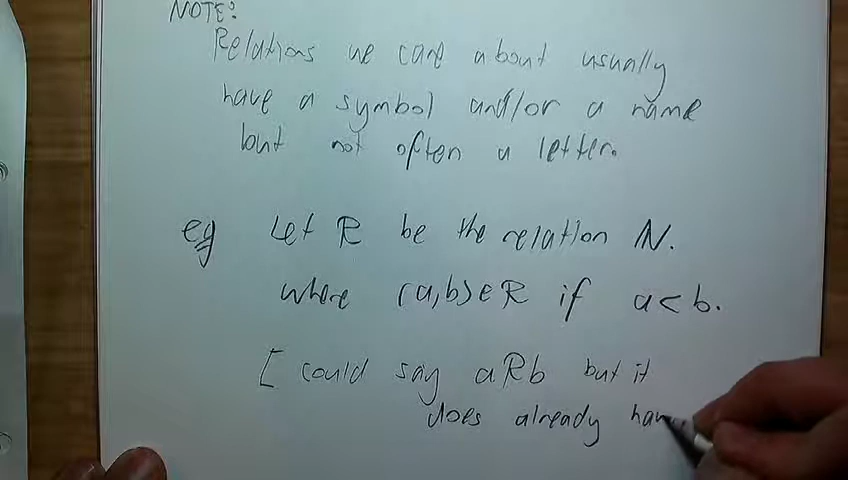 NOTE:
Relations we care about usually
have a symbol and/or a name
but not often a letter.
eg Let R be the relation N.
where (a,b)∈R if a<b.
[ could say aRb but it
does already hav